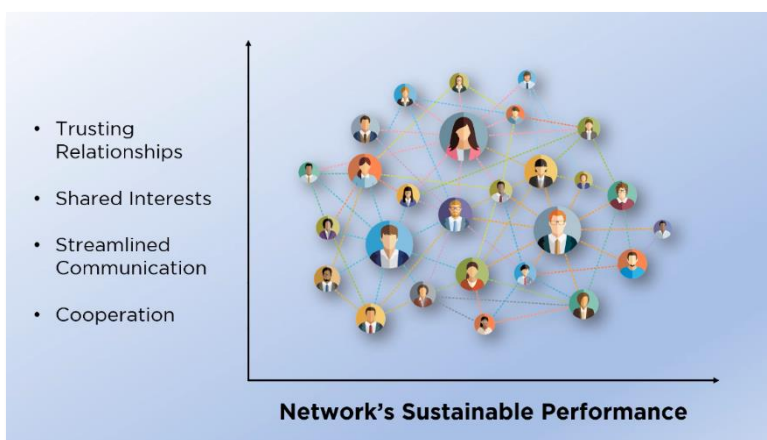 • Trusting
Relationships
• Shared Interests
• Streamlined
Communication
• Cooperation
Network's Sustainable Performance